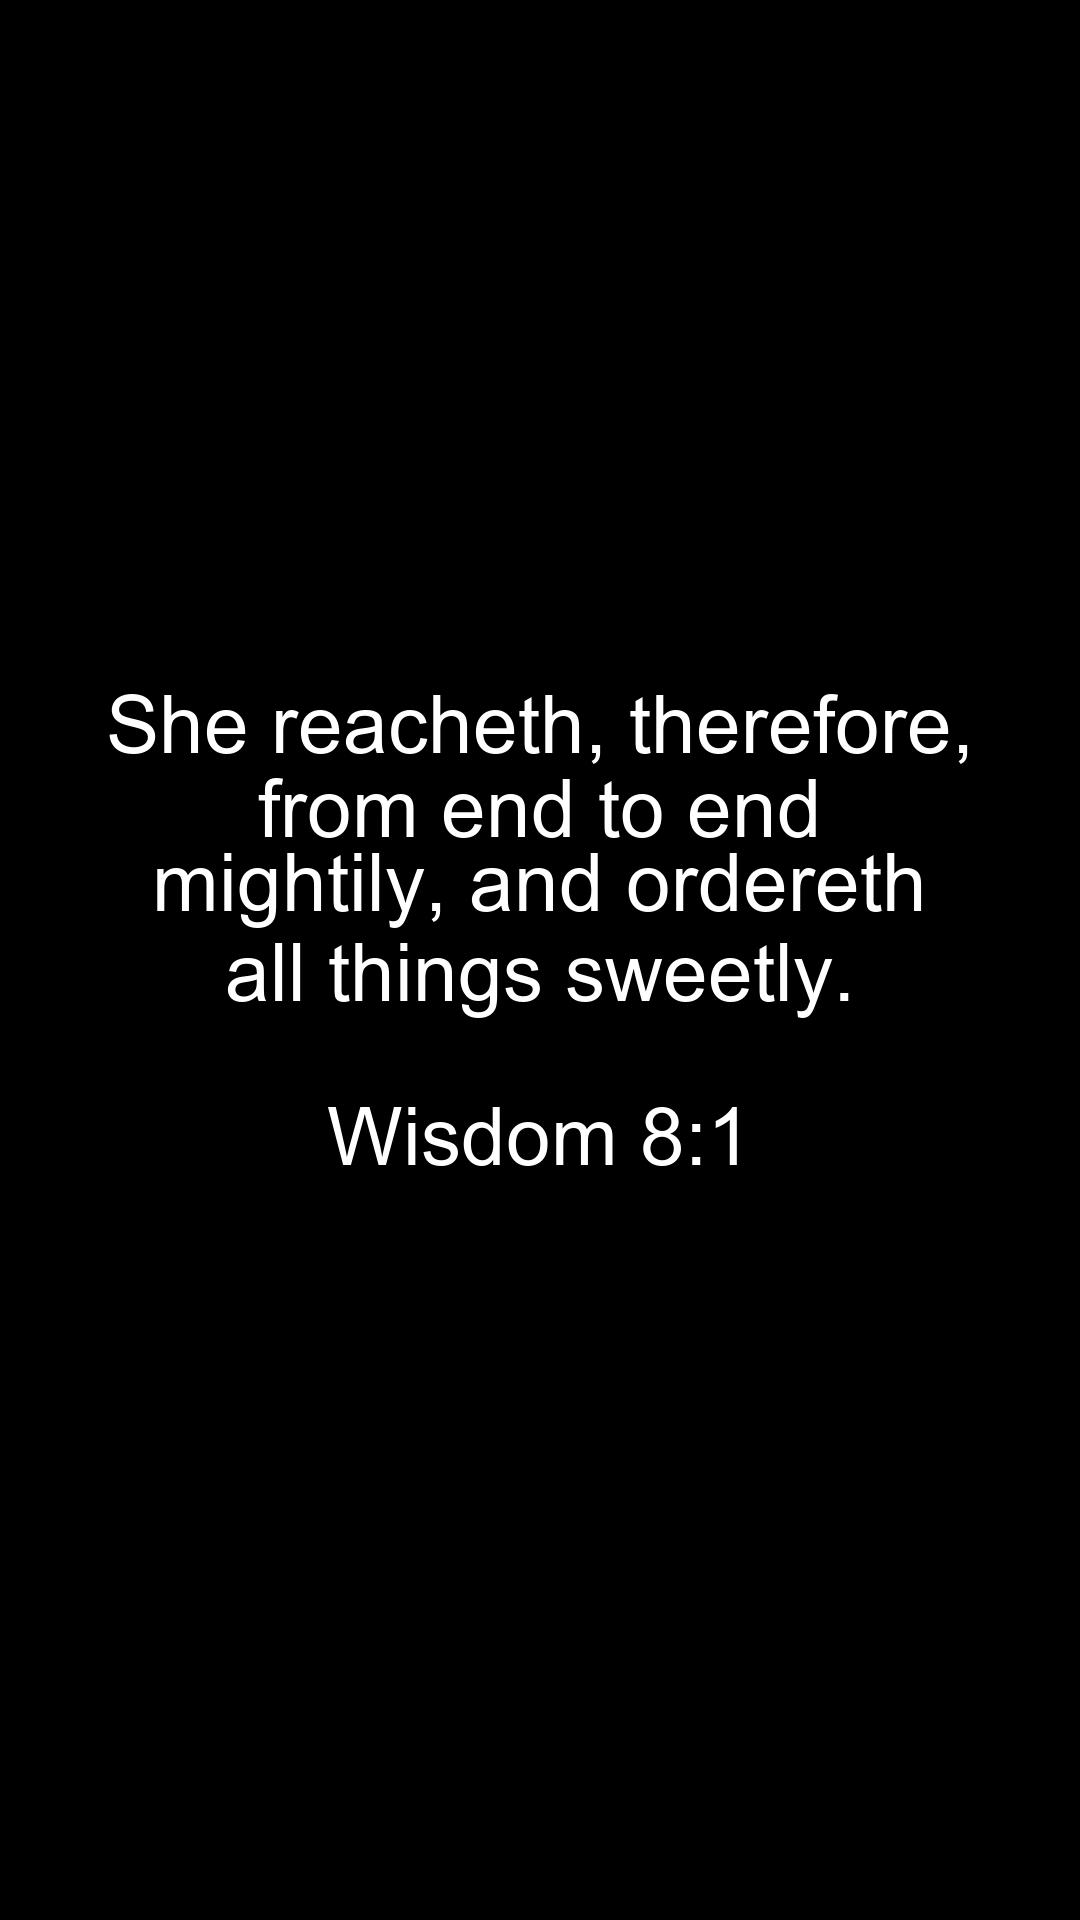 She reacheth, therefore,
from end to end
mightily, and ordereth
all things sweetly.
Wisdom 8:1